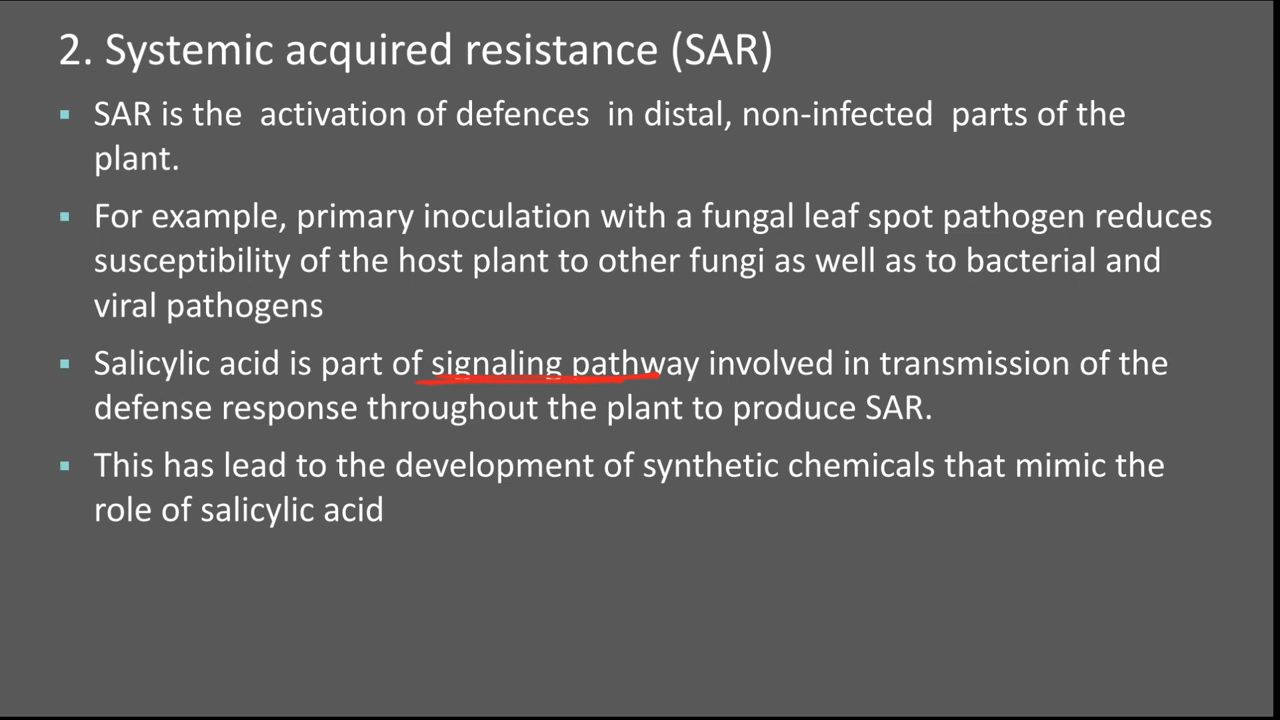 2. Systemic acquired resistance (SAR)
▪ SAR is the activation of defences in distal, non-infected parts of the
plant.
▪ For example, primary inoculation with a fungal leaf spot pathogen reduces
susceptibility of the host plant to other fungi as well as to bacterial and
viral pathogens
▪ Salicylic acid is part of signaling pathway involved in transmission of the
defense response throughout the plant to produce SAR.
▪ This has lead to the development of synthetic chemicals that mimic the
role of salicylic acid